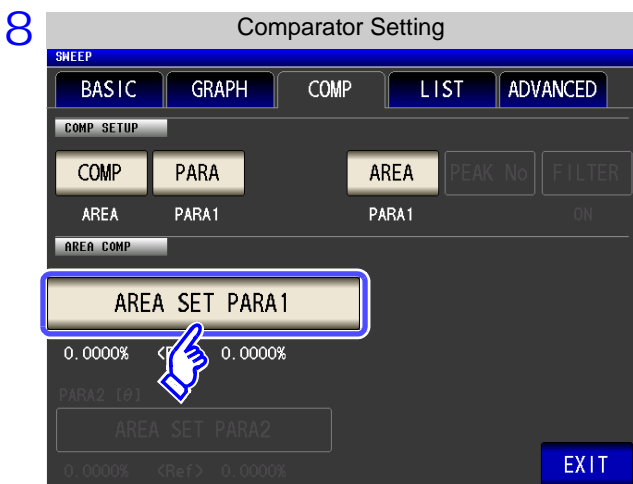 8
Comparator Setting
SWEEP
BASIC GRAPH COMP LIST ADVANCED
COMP SETUP
COMP PARA AREA PEAK No FILTER
AREA PARA1 PARA1 ON
AREA COMP
AREA SET PARA1
0.0000% 0.0000%
PARA2 [θ]
AREA SET PARA2
0.0000% <Ref> 0.0000%
EXIT